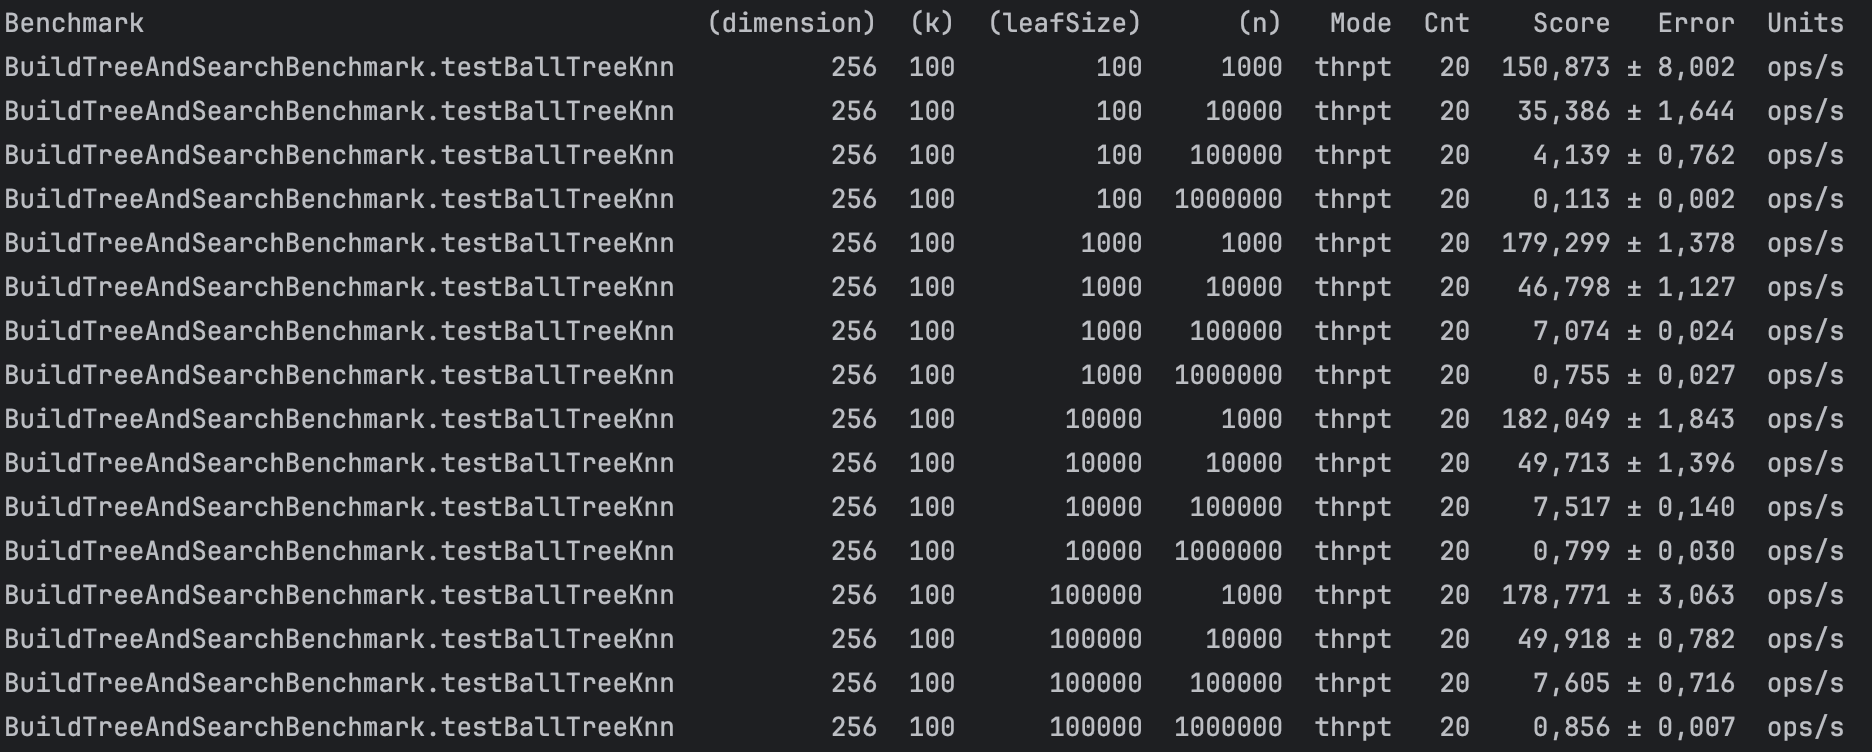 Benchmark (dimension) (k) (leafSize) (n) Mode Cnt Score Error Units
BuildTreeAndSearchBenchmark.testBallTreeKnn 256 100 100 1000 thrpt 20 150,873 ± 8,002 ops/s
BuildTreeAndSearchBenchmark.testBallTreeKnn 256 100 100 10000 thrpt 20 35,386 ± 1,644 ops/s
BuildTreeAndSearchBenchmark.testBallTreeKnn 256 100 100 100000 thrpt 20 4,139 ± 0,762 ops/s
BuildTreeAndSearchBenchmark.testBallTreeKnn 256 100 100 1000000 thrpt 20 0,113 ± 0,002 ops/s
BuildTreeAndSearchBenchmark.testBallTreeKnn 256 100 1000 1000 thrpt 20 179,299 ± 1,378 ops/s
BuildTreeAndSearchBenchmark.testBallTreeKnn 256 100 1000 10000 thrpt 20 46,798 ± 1,127 ops/s
BuildTreeAndSearchBenchmark.testBallTreeKnn 256 100 1000 100000 thrpt 20 7,074 ± 0,024 ops/s
BuildTreeAndSearchBenchmark.testBallTreeKnn 256 100 1000 1000000 thrpt 20 0,755 ± 0,027 ops/s
BuildTreeAndSearchBenchmark.testBallTreeKnn 256 100 10000 1000 thrpt 20 182,049 ± 1,843 ops/s
BuildTreeAndSearchBenchmark.testBallTreeKnn 256 100 10000 10000 thrpt 20 49,713 ± 1,396 ops/s
BuildTreeAndSearchBenchmark.testBallTreeKnn 256 100 10000 100000 thrpt 20 7,517 ± 0,140 ops/s
BuildTreeAndSearchBenchmark.testBallTreeKnn 256 100 10000 1000000 thrpt 20 0,799 ± 0,030 ops/s
BuildTreeAndSearchBenchmark.testBallTreeKnn 256 100 100000 1000 thrpt 20 178,771 ± 3,063 ops/s
BuildTreeAndSearchBenchmark.testBallTreeKnn 256 100 100000 10000 thrpt 20 49,918 ± 0,782 ops/s
BuildTreeAndSearchBenchmark.testBallTreeKnn 256 100 100000 100000 thrpt 20 7,605 ± 0,716 ops/s
BuildTreeAndSearchBenchmark.testBallTreeKnn 256 100 100000 1000000 thrpt 20 0,856 ± 0,007 ops/s